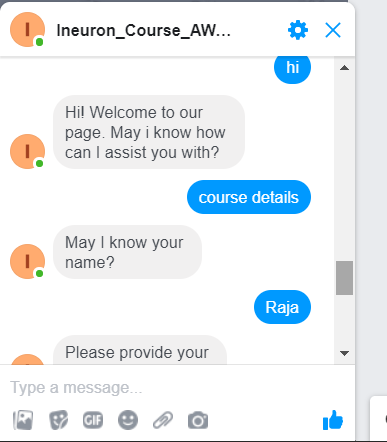 I
Ineuron_Course_AW...
hi
Hi! Welcome to our
page. May i know how
can I assist you with?
I
course details
May I know your
name?
I
Raja
Please provide your
Type a message...
GIF